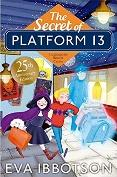 The
Secret
of
PLATFORM 13
25th
Anniversary
Edition
EVA IBBOTSON